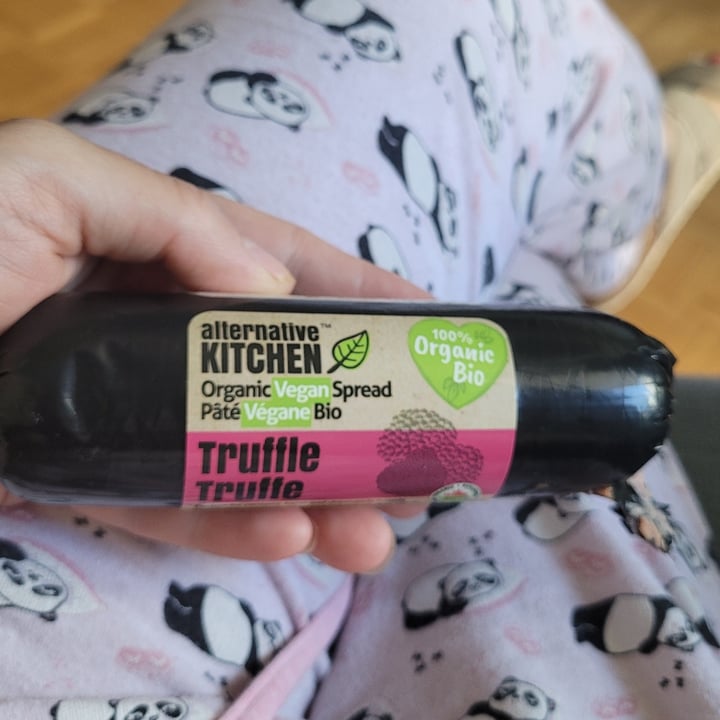 alternative™
KITCHEN
Organic Vegan Spread
Pâté Végane Bio
100%
Organic
Bio
Truffle
Truffe